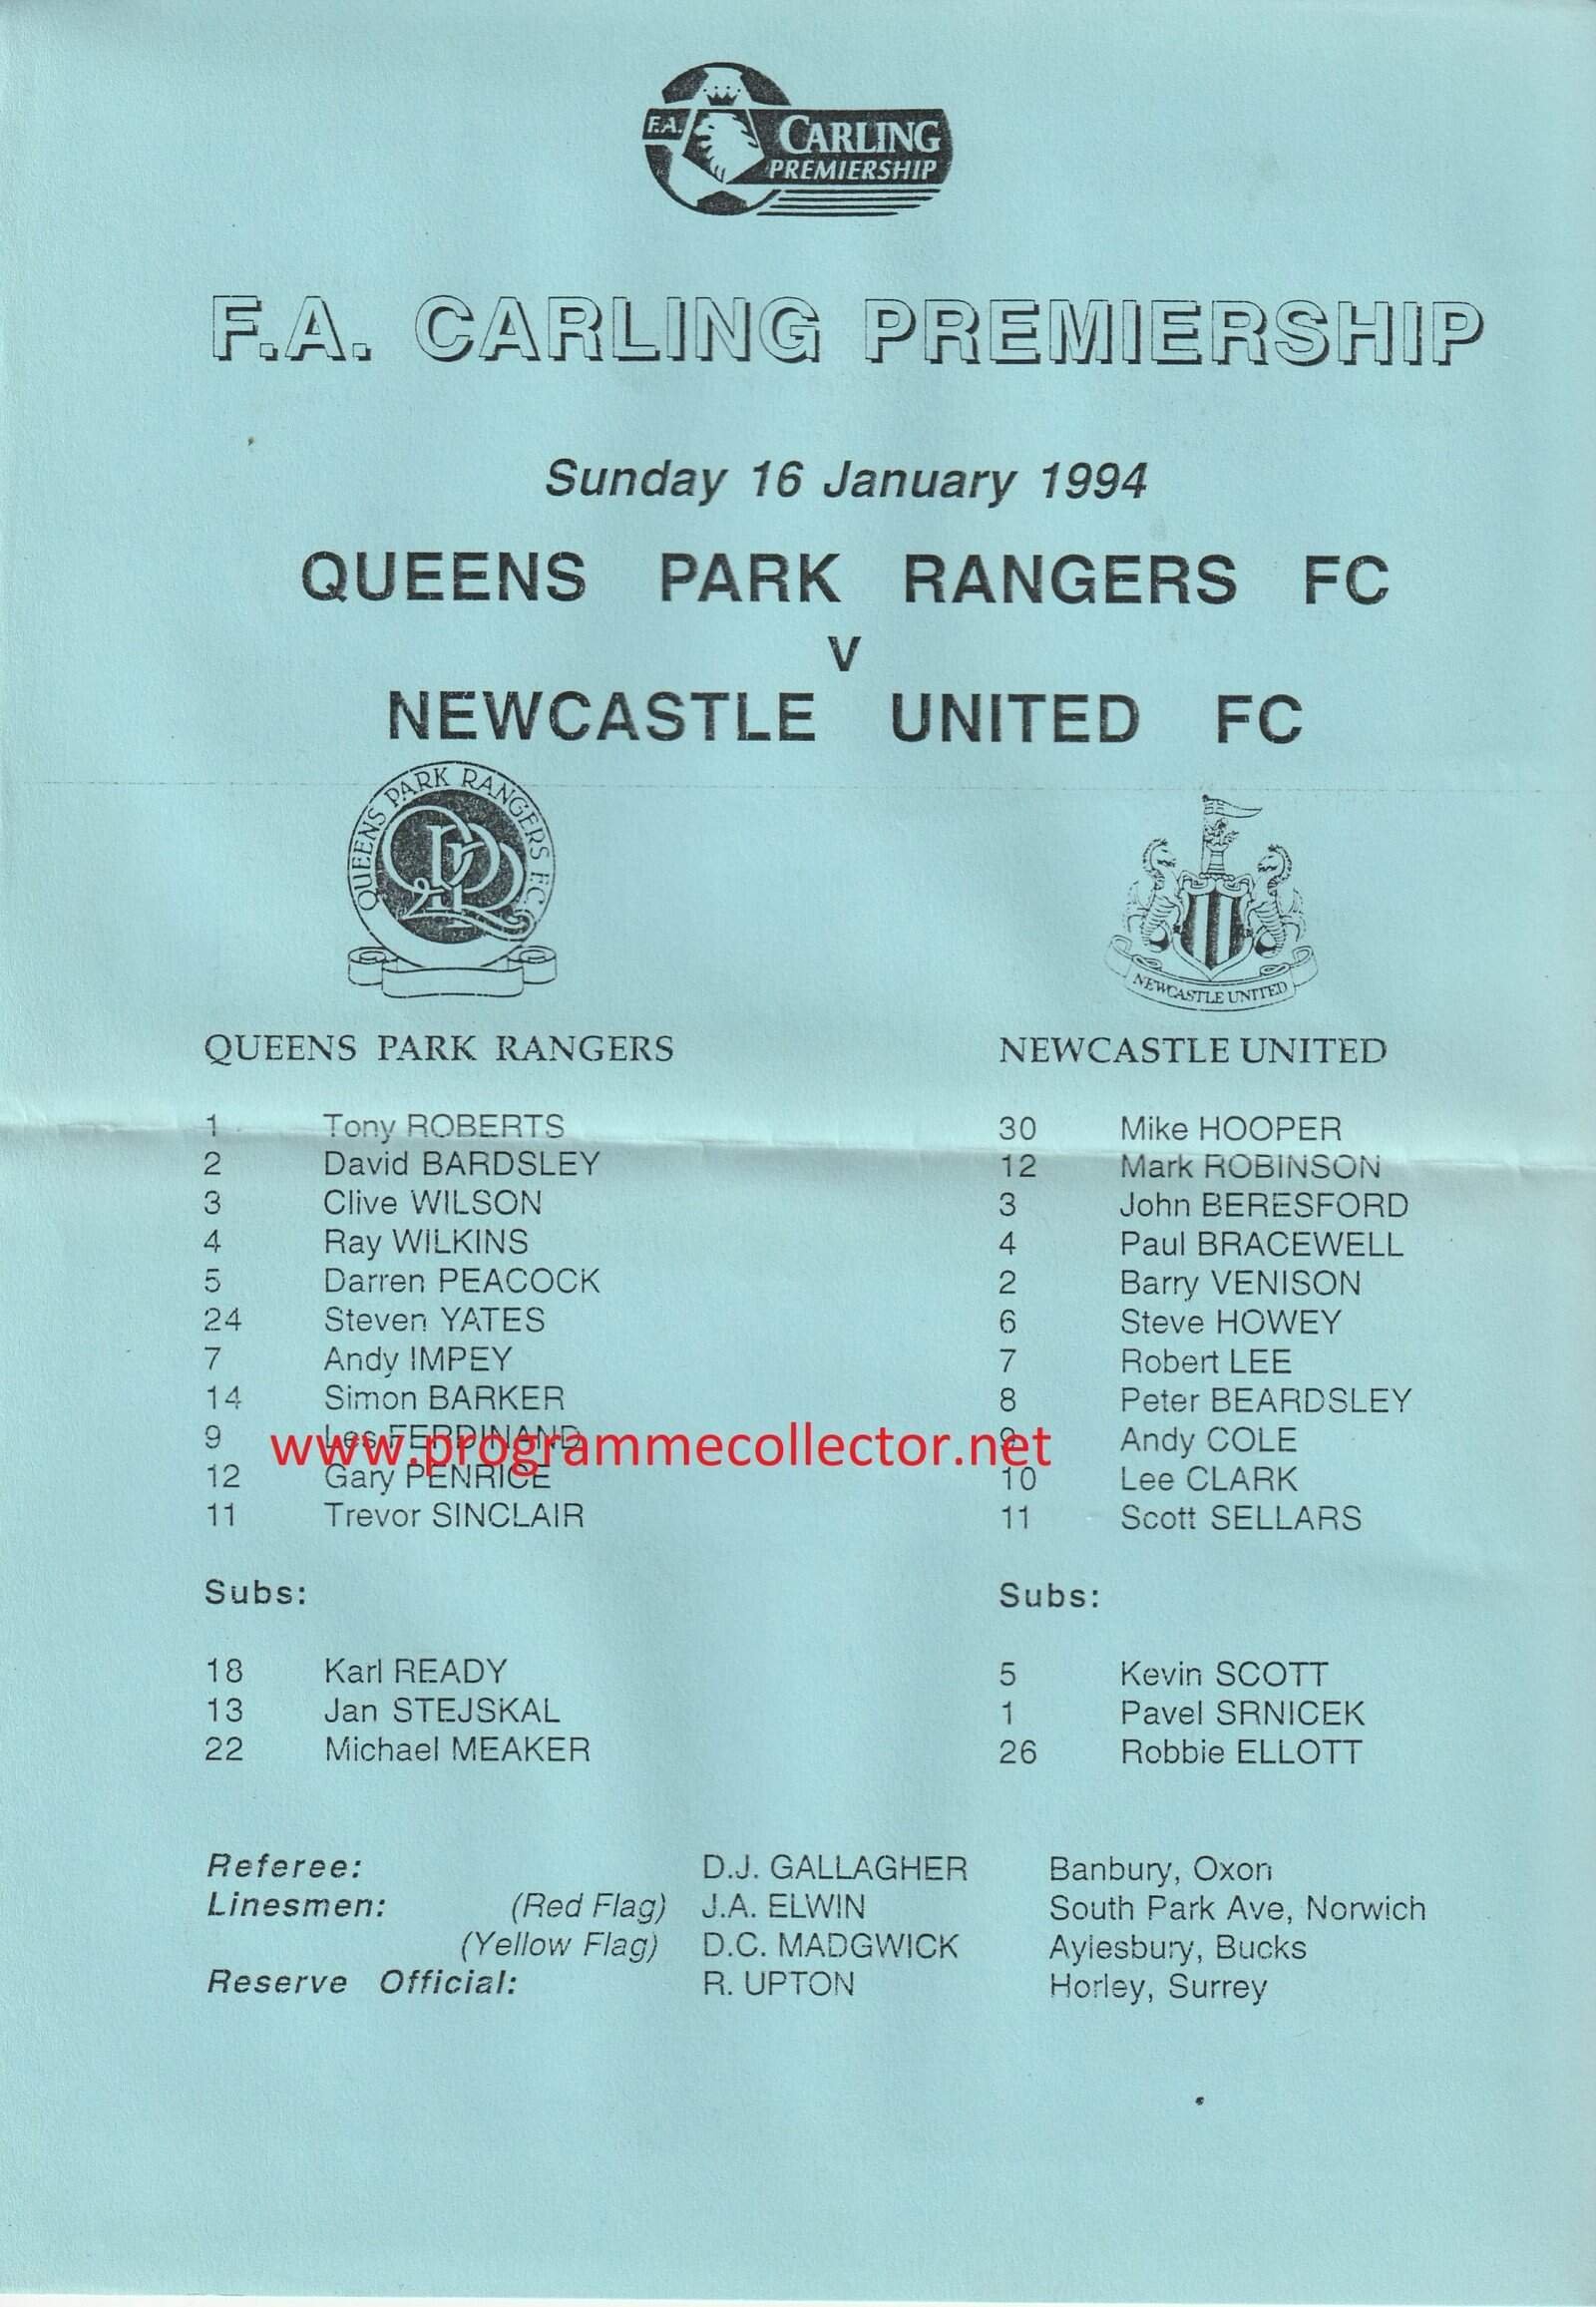 F.A. CARLING
PREMIERSHIP
F.A. CARLING PREMIERSHIP
Sunday 16 January 1994
QUEENS PARK RANGERS FC
V
NEWCASTLE UNITED FC
QUEENS PARK RANGERS F.C.
NEWCASTLE UNITED
QUEENS PARK RANGERS NEWCASTLE UNITED
1 Tony ROBERTS 30 Mike HOOPER
2 David BARDSLEY 12 Mark ROBINSON
3 Clive WILSON 3 John BERESFORD
4 Ray WILKINS 4 Paul BRACEWELL
5 Darren PEACOCK 2 Barry VENISON
24 Steven YATES 6 Steve HOWEY
7 Andy IMPEY 7 Robert LEE
14 Simon BARKER 8 Peter BEARDSLEY
9 Les FERDINAND 9 Andy COLE
www.programmecollector.net
12 Gary PENRICE 10 Lee CLARK
11 Trevor SINCLAIR 11 Scott SELLARS
Subs: Subs:
18 Karl READY 5 Kevin SCOTT
13 Jan STEJSKAL 1 Pavel SRNICEK
22 Michael MEAKER 26 Robbie ELLOTT
Referee: D.J. GALLAGHER Banbury, Oxon
Linesmen: (Red Flag) J.A. ELWIN South Park Ave, Norwich
(Yellow Flag) D.C. MADGWICK Aylesbury, Bucks
Reserve Official: R. UPTON Horley, Surrey